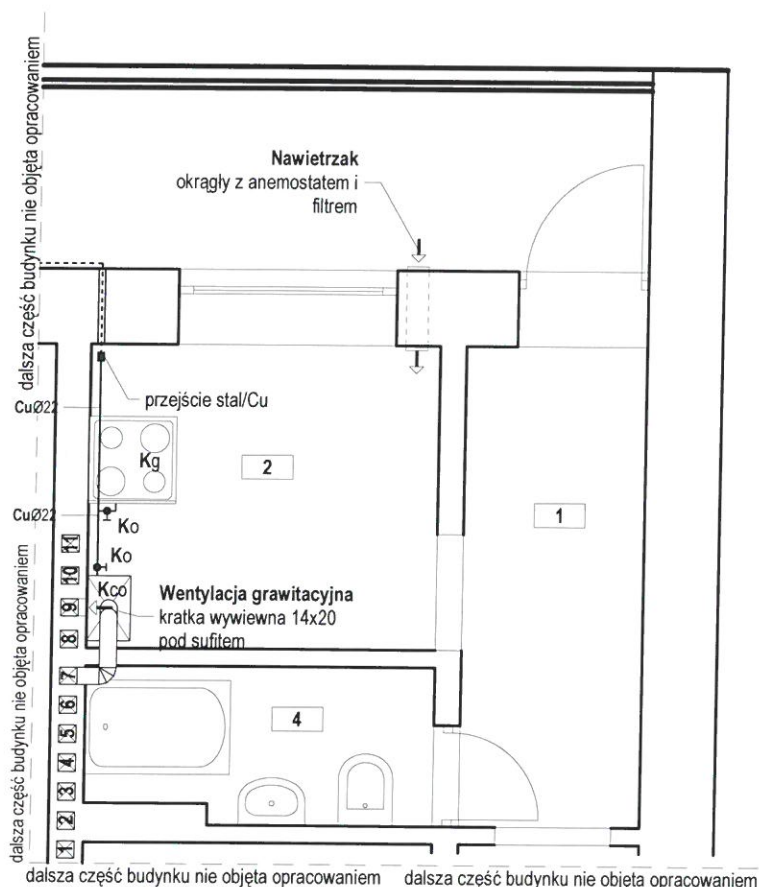 dalsza część budynku nie objęta opracowaniem
Nawietrzak
okrągły z anemostatem i
filtrem
przejście stal/Cu
CuØ22
Kg
2
1
CuØ22
Ko
Ko
Kco
Wentylacja grawitacyjna
kratka wywiewna 14x20
pod sufitem
11
10
9
8
7
6
5
4
3
2
1
4
dalsza część budynku nie objęta opracowaniem
dalsza część budynku nie objęta opracowaniem
dalsza część budynku nie objęta opracowaniem